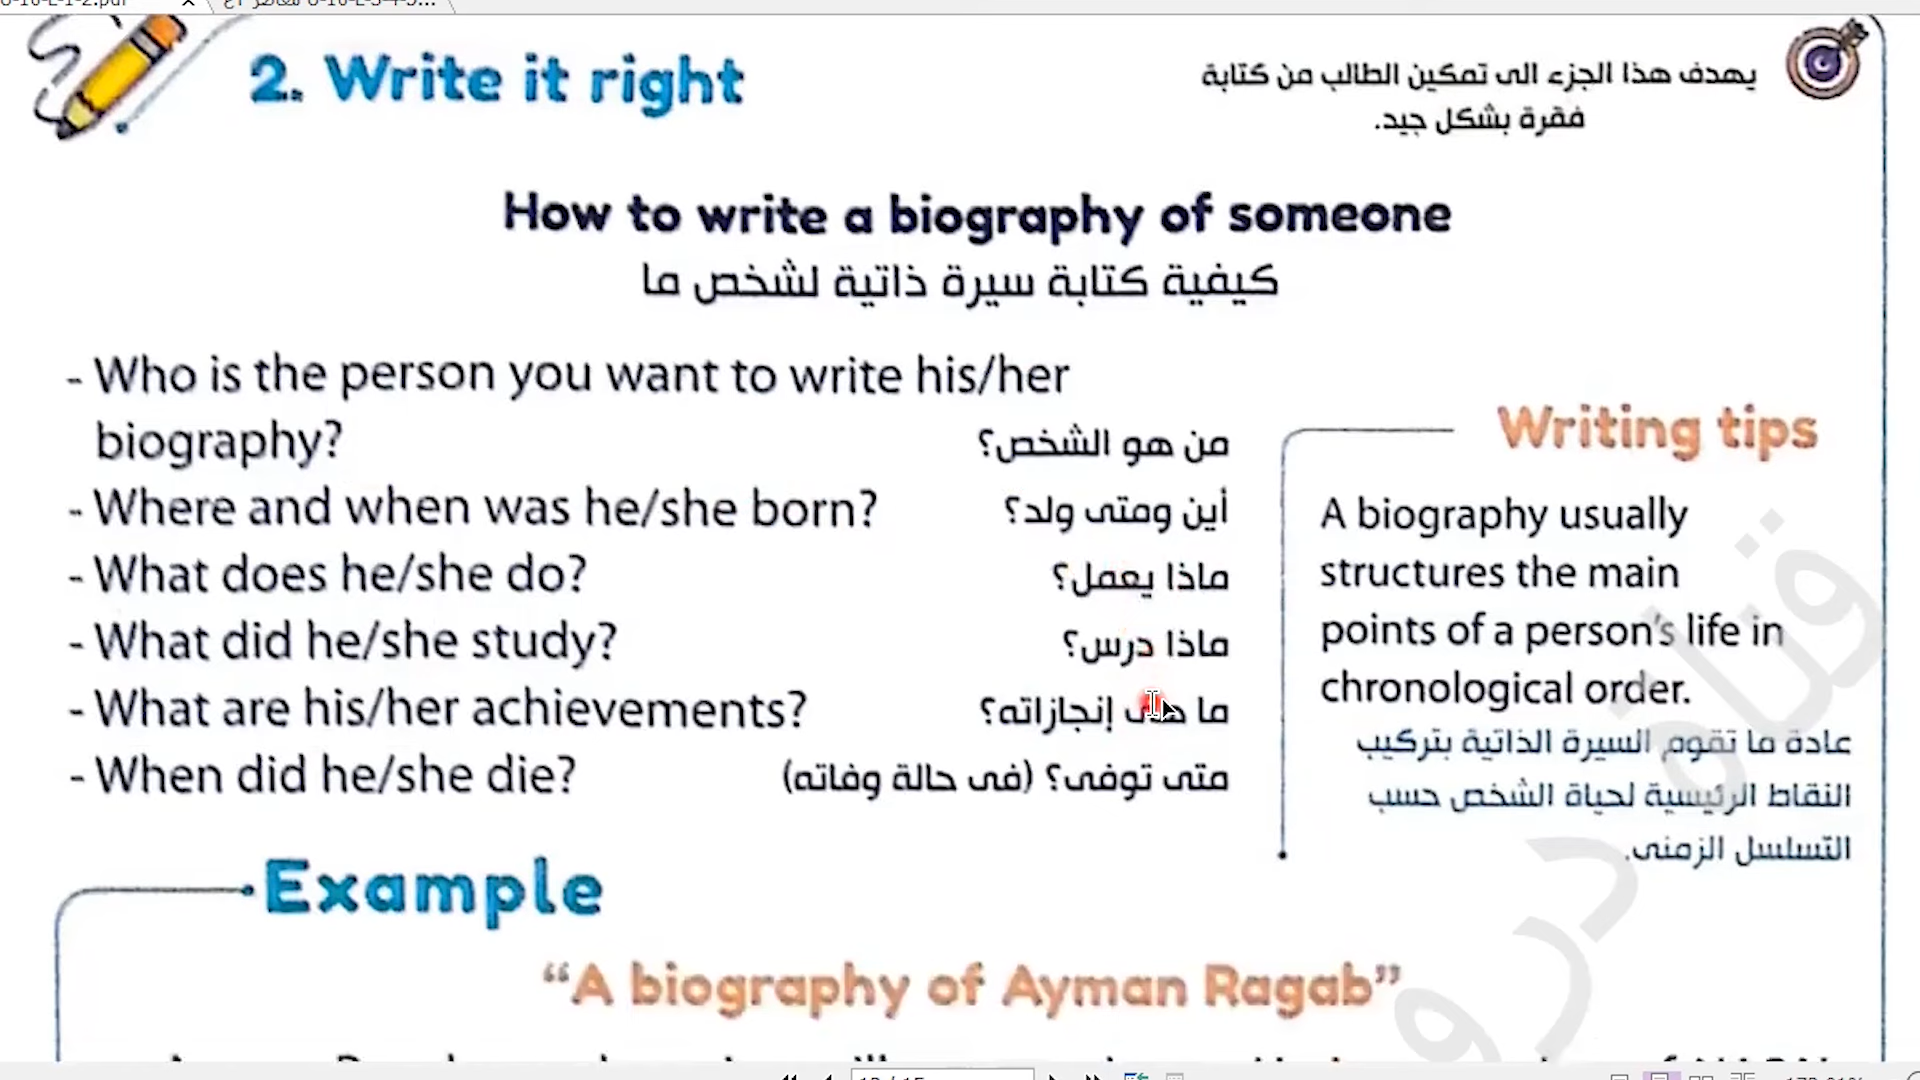 2. Write it right
يهدف هذا الجزء الى تمكين الطالب من كتابة
فقرة بشكل جيد.
How to write a biography of someone
كيفية كتابة سيرة ذاتية لشخص ما
- Who is the person you want to write his/her
biography? من هو الشخص؟
- Where and when was he/she born? أين ومتى ولد؟
- What does he/she do? ماذا يعمل؟
- What did he/she study? ماذا درس؟
- What are his/her achievements? ما هى إنجازاته؟
- When did he/she die? متى توفى؟ (فى حالة وفاته)
Writing tips
A biography usually
structures the main
points of a person's life in
chronological order.
عادة ما تقوم السيرة الذاتية بتركيب
النقاط الرئيسية لحياة الشخص حسب
التسلسل الزمنى.
Example
"A biography of Ayman Ragab"